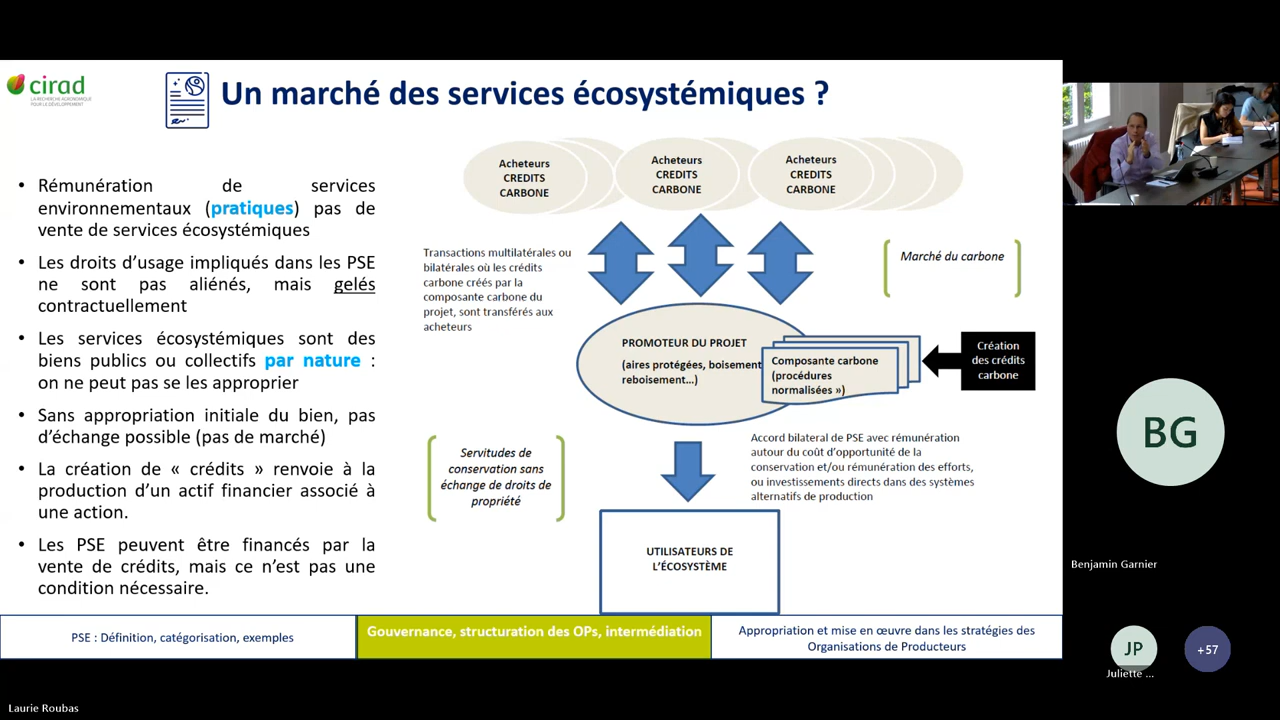 cirad
LA RECHERCHE AGRONOMIQUE
POUR LE DÉVELOPPEMENT
Un marché des services écosystémiques ?
• Rémunération de services
environnementaux (pratiques) pas de
vente de services écosystémiques
• Les droits d'usage impliqués dans les PSE
ne sont pas aliénés, mais gelés
contractuellement
• Les services écosystémiques sont des
biens publics ou collectifs par nature :
on ne peut pas se les approprier
• Sans appropriation initiale du bien, pas
d'échange possible (pas de marché)
• La création de « crédits » renvoie à la
production d'un actif financier associé à
une action.
• Les PSE peuvent être financés par la
vente de crédits, mais ce n'est pas une
condition nécessaire.
Acheteurs
CREDITS
CARBONE
Acheteurs
CREDITS
CARBONE
Acheteurs
CREDITS
CARBONE
Transactions multilatérales ou
bilatérales où les crédits
carbone créés par la
composante carbone du
projet, sont transférés aux
acheteurs
Marché du carbone
PROMOTEUR DU PROJET
(aires protégées, boisement
reboisement...)
Composante carbone
(procédures
normalisées »)
Création
des crédits
carbone
Servitudes de
conservation sans
échange de droits de
propriété
Accord bilateral de PSE avec rémunération
autour du coût d'opportunité de la
conservation et/ou rémunération des efforts,
ou investissements directs dans des systèmes
alternatifs de production
UTILISATEURS DE
L'ÉCOSYSTÈME
PSE : Définition, catégorisation, exemples
Gouvernance, structuration des OPs, intermédiation
Appropriation et mise en œuvre dans les stratégies des
Organisations de Producteurs
BG
Benjamin Garnier
JP
Juliette ...
+57
Laurie Roubas